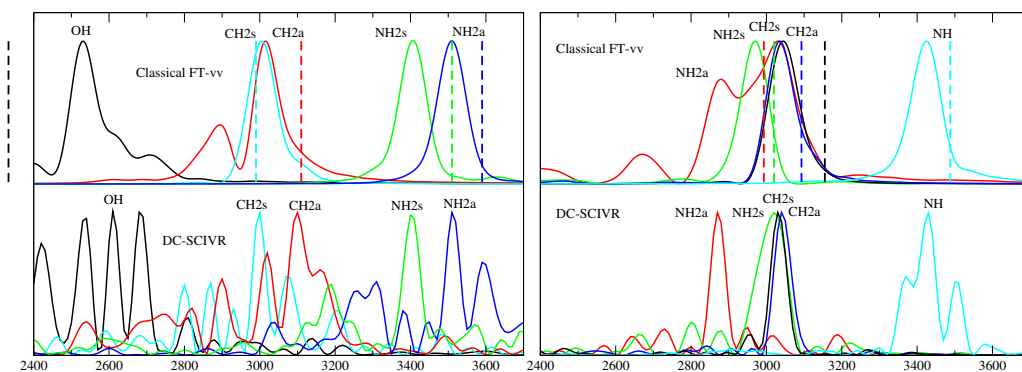 OH
CH2s
CH2a
NH2s
NH2a
Classical FT-vv
NH2s
CH2s
CH2a
NH
Classical FT-vv
NH2a
OH
CH2s
CH2a
NH2s
NH2a
DC-SCIVR
DC-SCIVR
NH2a
NH2s
CH2s
CH2a
NH
2400 2600 2800 3000 3200 3400 3600
2400 2600 2800 3000 3200 3400 3600